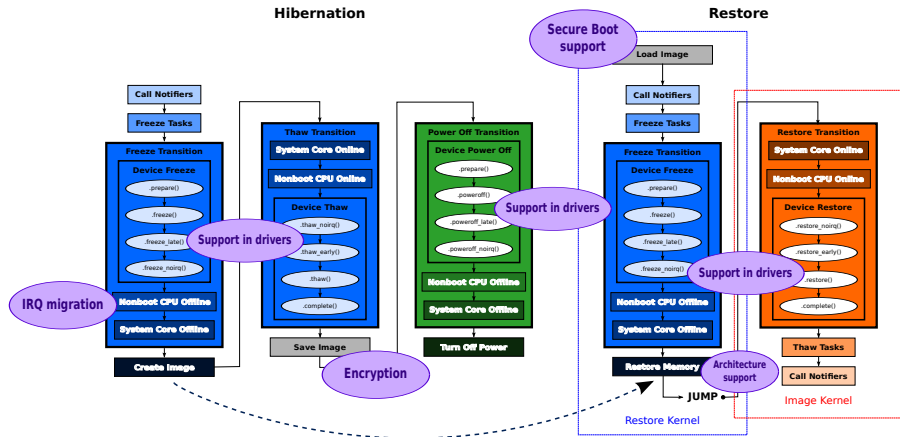 Hibernation
Restore
Call Notifiers
Freeze Tasks
Freeze Transition
Device Freeze
.prepare()
.freeze()
.freeze_late()
.freeze_noirq()
Nonboot CPU Offline
System Core Offline
Create Image
IRQ migration
Support in drivers
Thaw Transition
System Core Online
Nonboot CPU Online
Device Thaw
.thaw_noirq()
.thaw_early()
.thaw()
.complete()
Save Image
Encryption
Power Off Transition
Device Power Off
.prepare()
.poweroff()
.poweroff_late()
.poweroff_noirq()
Nonboot CPU Offline
System Core Offline
Turn Off Power
Support in drivers
Secure Boot
support
Load Image
Call Notifiers
Freeze Tasks
Freeze Transition
Device Freeze
.prepare()
.freeze()
.freeze_late()
.freeze_noirq()
Nonboot CPU Offline
System Core Offline
Restore Memory
JUMP
Restore Kernel
Support in drivers
Architecture
support
Restore Transition
System Core Online
Nonboot CPU Online
Device Restore
.restore_noirq()
.restore_early()
.restore()
.complete()
Thaw Tasks
Call Notifiers
Image Kernel